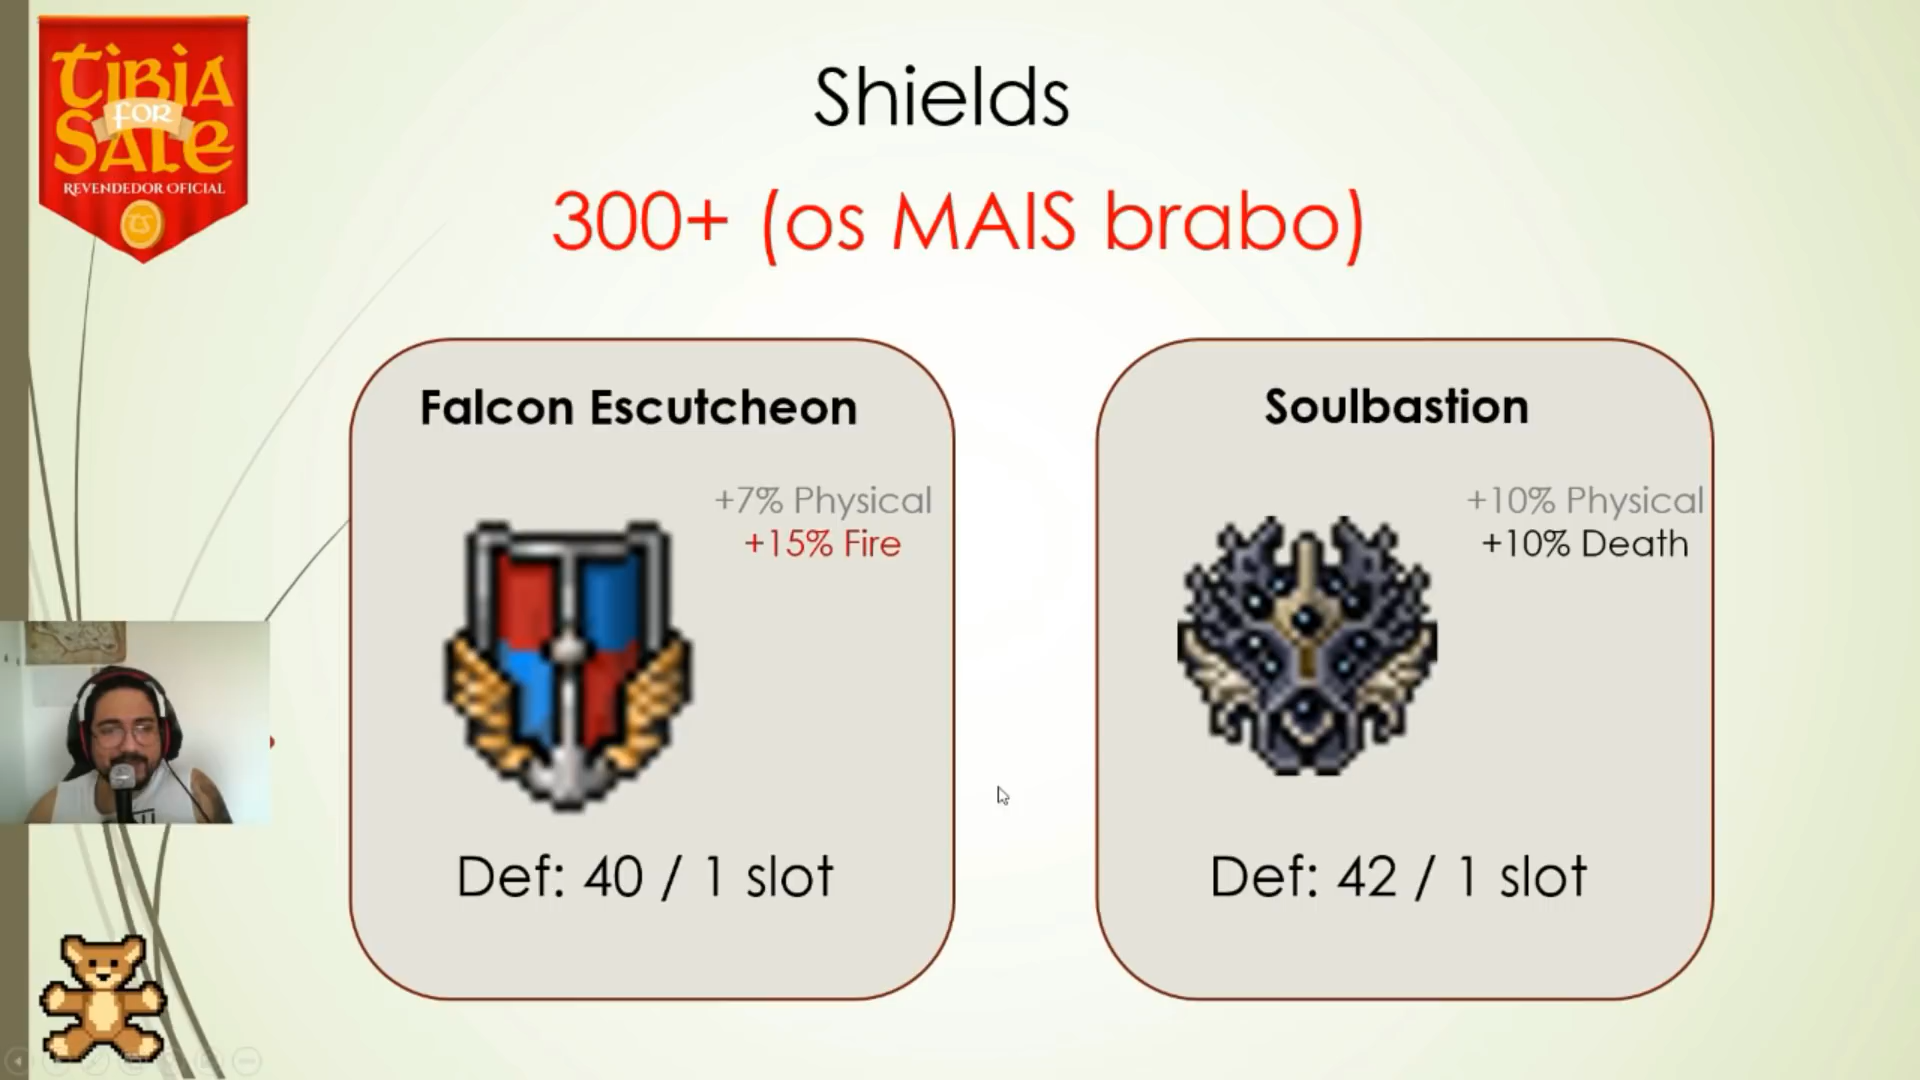 TIBIA
FOR
SALE
REVENDEDOR OFICIAL
Shields
300+ (os MAIS brabo)
Falcon Escutcheon
+7% Physical
+15% Fire
Def: 40 / 1 slot
Soulbastion
+10% Physical
+10% Death
Def: 42 / 1 slot